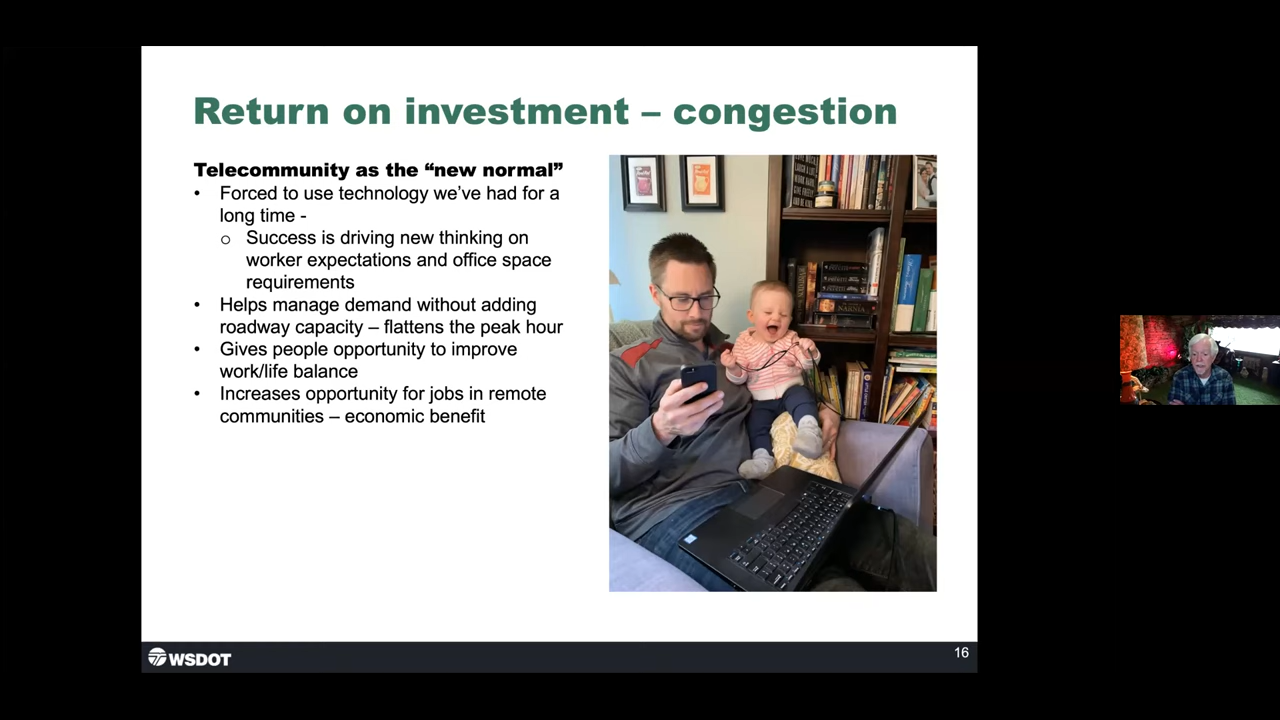 Return on investment – congestion
Telecommunity as the “new normal”
• Forced to use technology we’ve had for a
long time -
o Success is driving new thinking on
worker expectations and office space
requirements
• Helps manage demand without adding
roadway capacity – flattens the peak hour
• Gives people opportunity to improve
work/life balance
• Increases opportunity for jobs in remote
communities – economic benefit
NARNIA
WSDOT
16